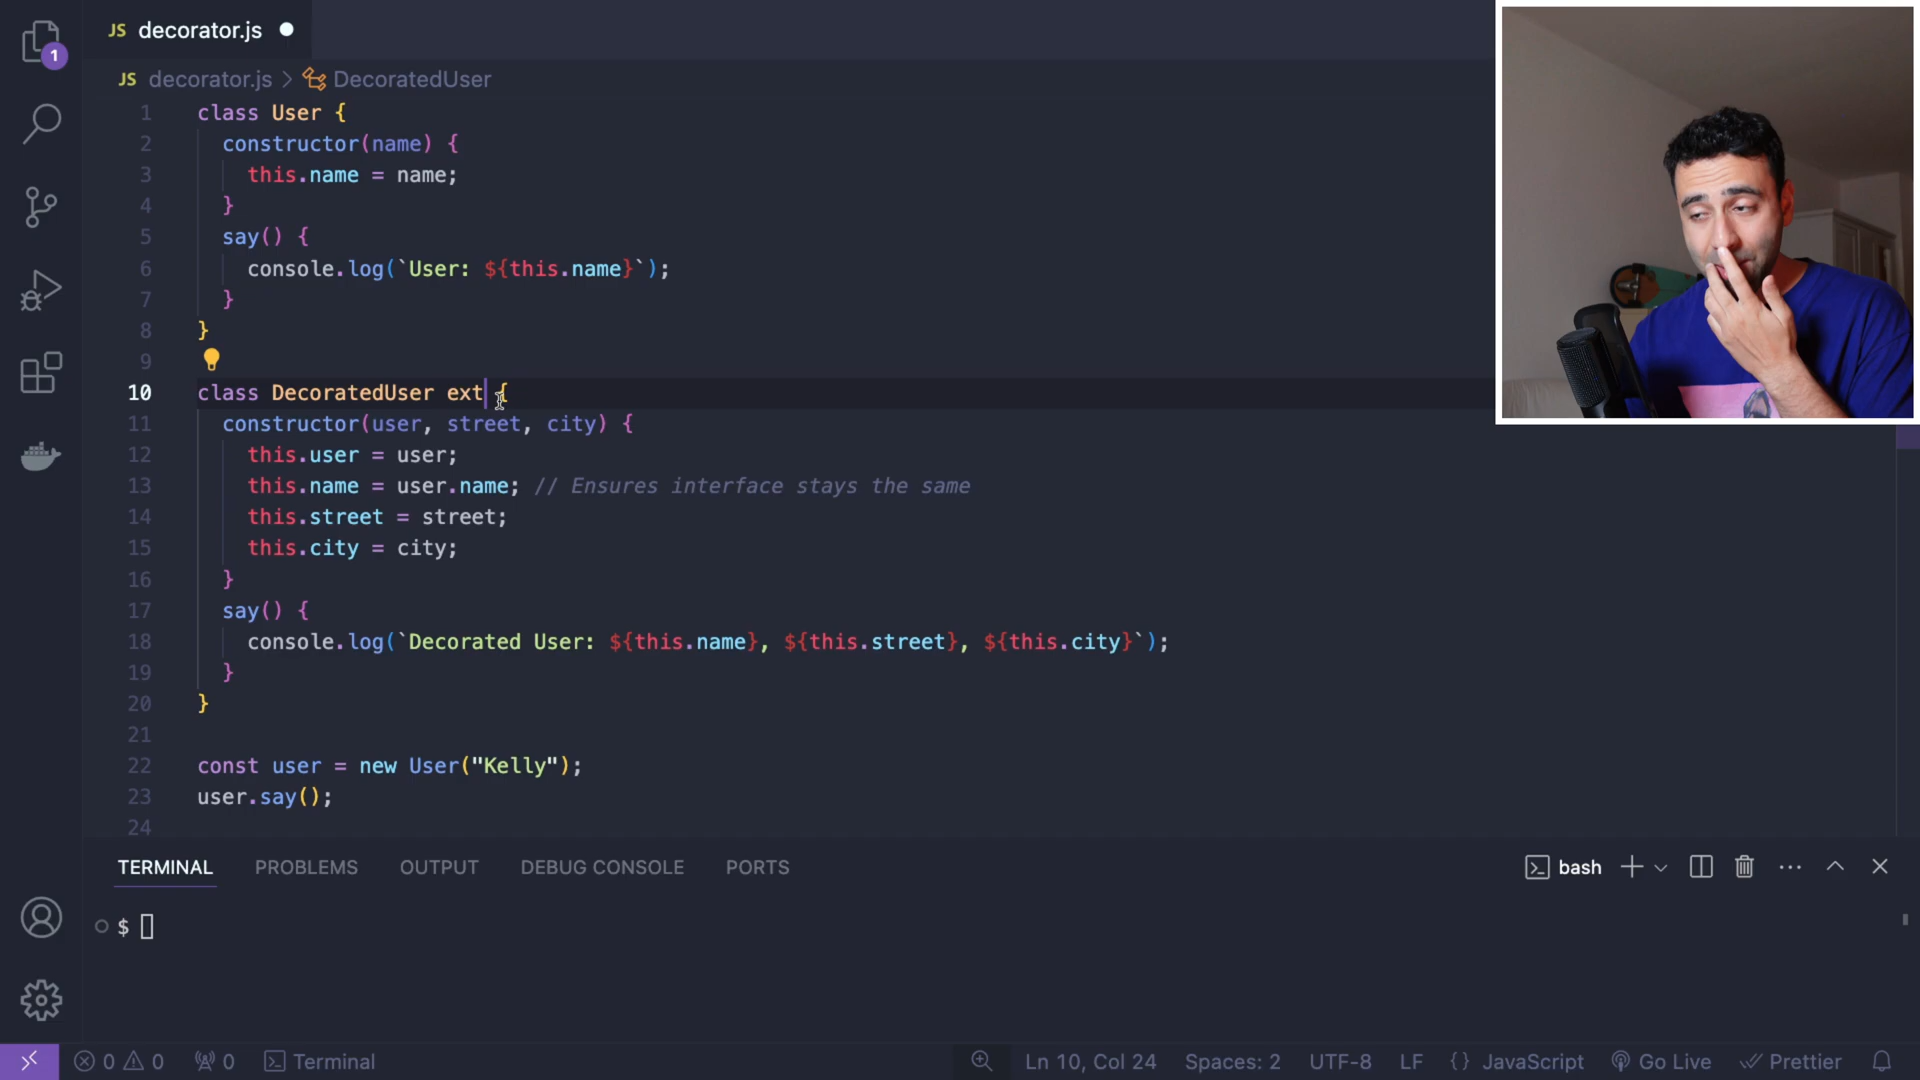 JS decorator.js
1
JS decorator.js > DecoratedUser
1 class User {
2 constructor(name) {
3 this.name = name;
4 }
5 say() {
6 console.log(`User: ${this.name}`);
7 }
8 }
9
10 class DecoratedUser ext {
11 constructor(user, street, city) {
12 this.user = user;
13 this.name = user.name; // Ensures interface stays the same
14 this.street = street;
15 this.city = city;
16 }
17 say() {
18 console.log(`Decorated User: ${this.name}, ${this.street}, ${this.city}`);
19 }
20 }
21
22 const user = new User("Kelly");
23 user.say();
24
TERMINAL PROBLEMS OUTPUT DEBUG CONSOLE PORTS bash
$
0 0 0 Terminal Ln 10, Col 24 Spaces: 2 UTF-8 LF {} JavaScript Go Live Prettier